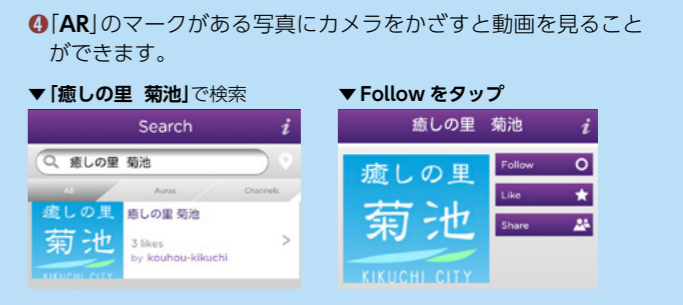 ❹「AR」のマークがある写真にカメラをかざすと動画を見ること
ができます。
▼「癒しの里 菊池」で検索
Search
i
癒しの里 菊池
All
Auras
Channels
癒しの里
菊池
KIKUCHI CITY
癒しの里 菊池
3 likes
by kouhou-kikuchi
>
▼Follow をタップ
癒しの里 菊池
i
癒しの里
菊池
KIKUCHI CITY
Follow
Like
Share